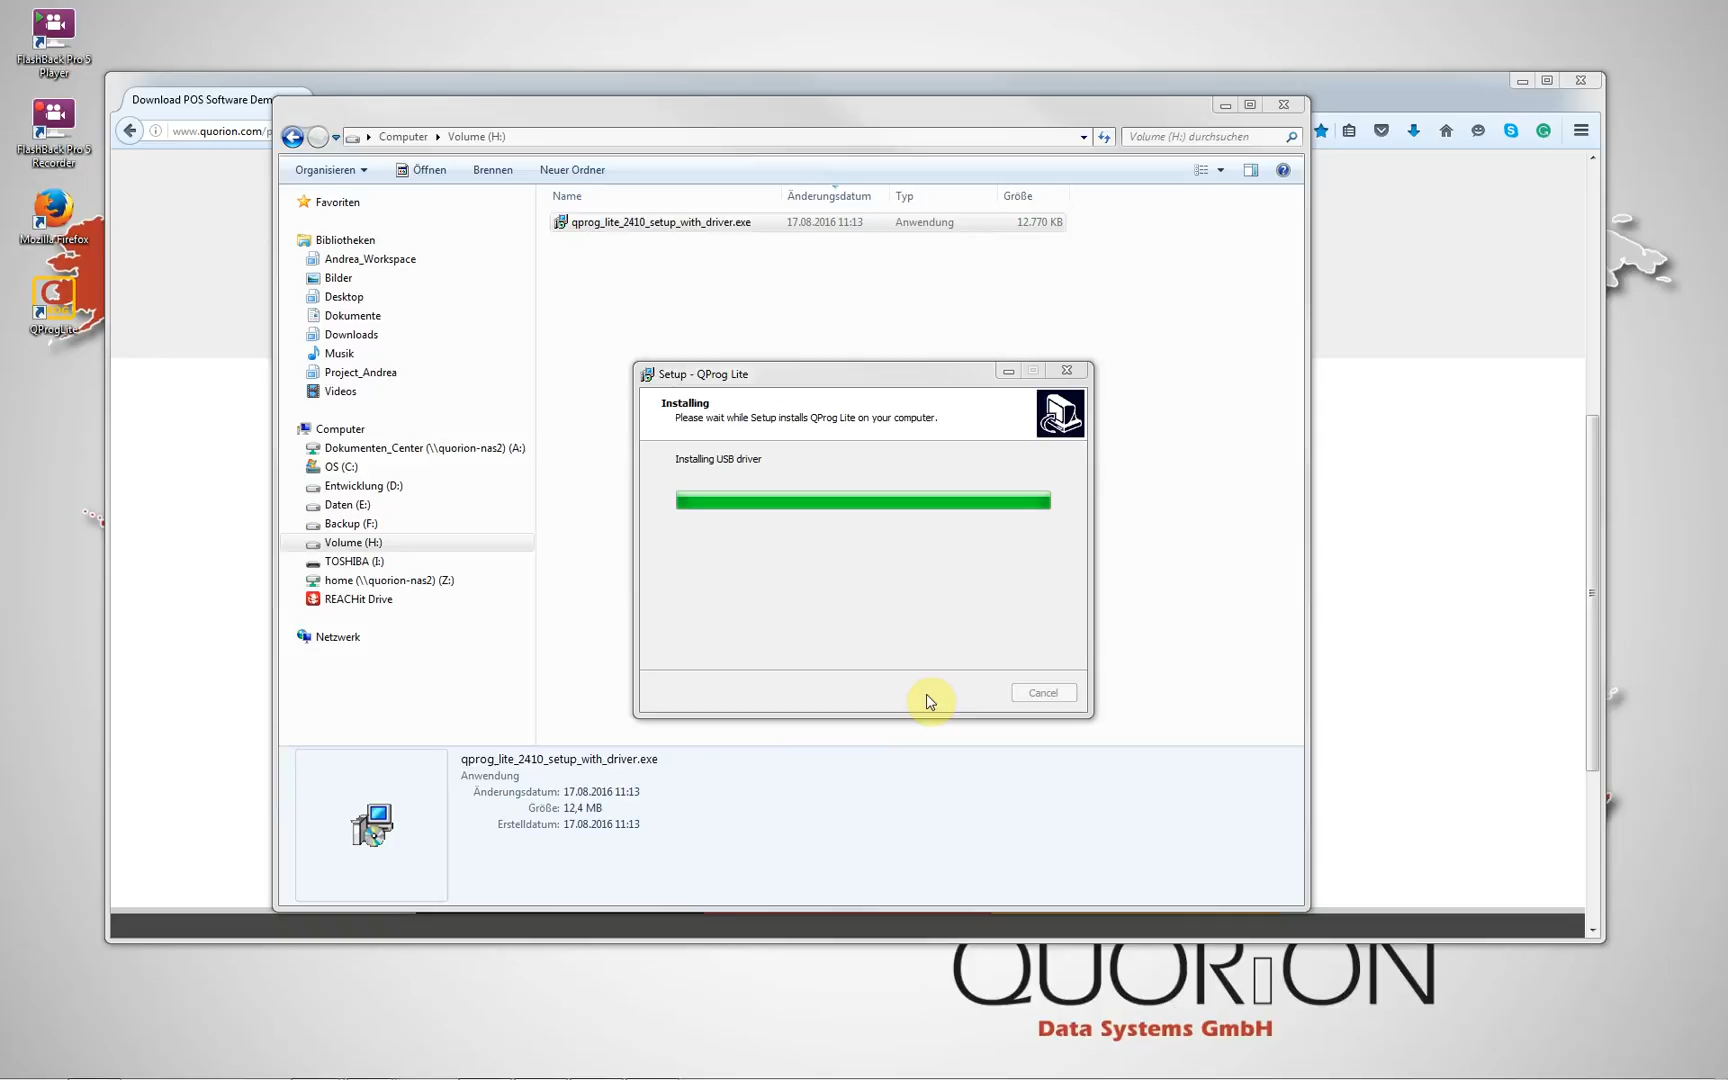 FlashBack Pro 5
Player
FlashBack Pro 5
Recorder
Mozilla Firefox
QProgLite
Download POS Software Dem
www.quorion.com/p
Computer
Volume (H:)
Volume (H:) durchsuchen
Organisieren
Öffnen
Brennen
Neuer Ordner
Name
Änderungsdatum
Typ
Größe
qprog_lite_2410_setup_with_driver.exe
17.08.2016 11:13
Anwendung
12.770 KB
Favoriten
Bibliotheken
Andrea_Workspace
Bilder
Desktop
Dokumente
Downloads
Musik
Project_Andrea
Videos
Computer
Dokumenten_Center (\\quorion-nas2) (A:)
OS (C:)
Entwicklung (D:)
Daten (E:)
Backup (F:)
Volume (H:)
TOSHIBA (I:)
home (\\quorion-nas2) (Z:)
REACHit Drive
Netzwerk
Setup - QProg Lite
Installing
Please wait while Setup installs QProg Lite on your computer.
Installing USB driver
Cancel
qprog_lite_2410_setup_with_driver.exe
Anwendung
Änderungsdatum: 17.08.2016 11:13
Größe: 12,4 MB
Erstelldatum: 17.08.2016 11:13
QUORiON
Data Systems GmbH